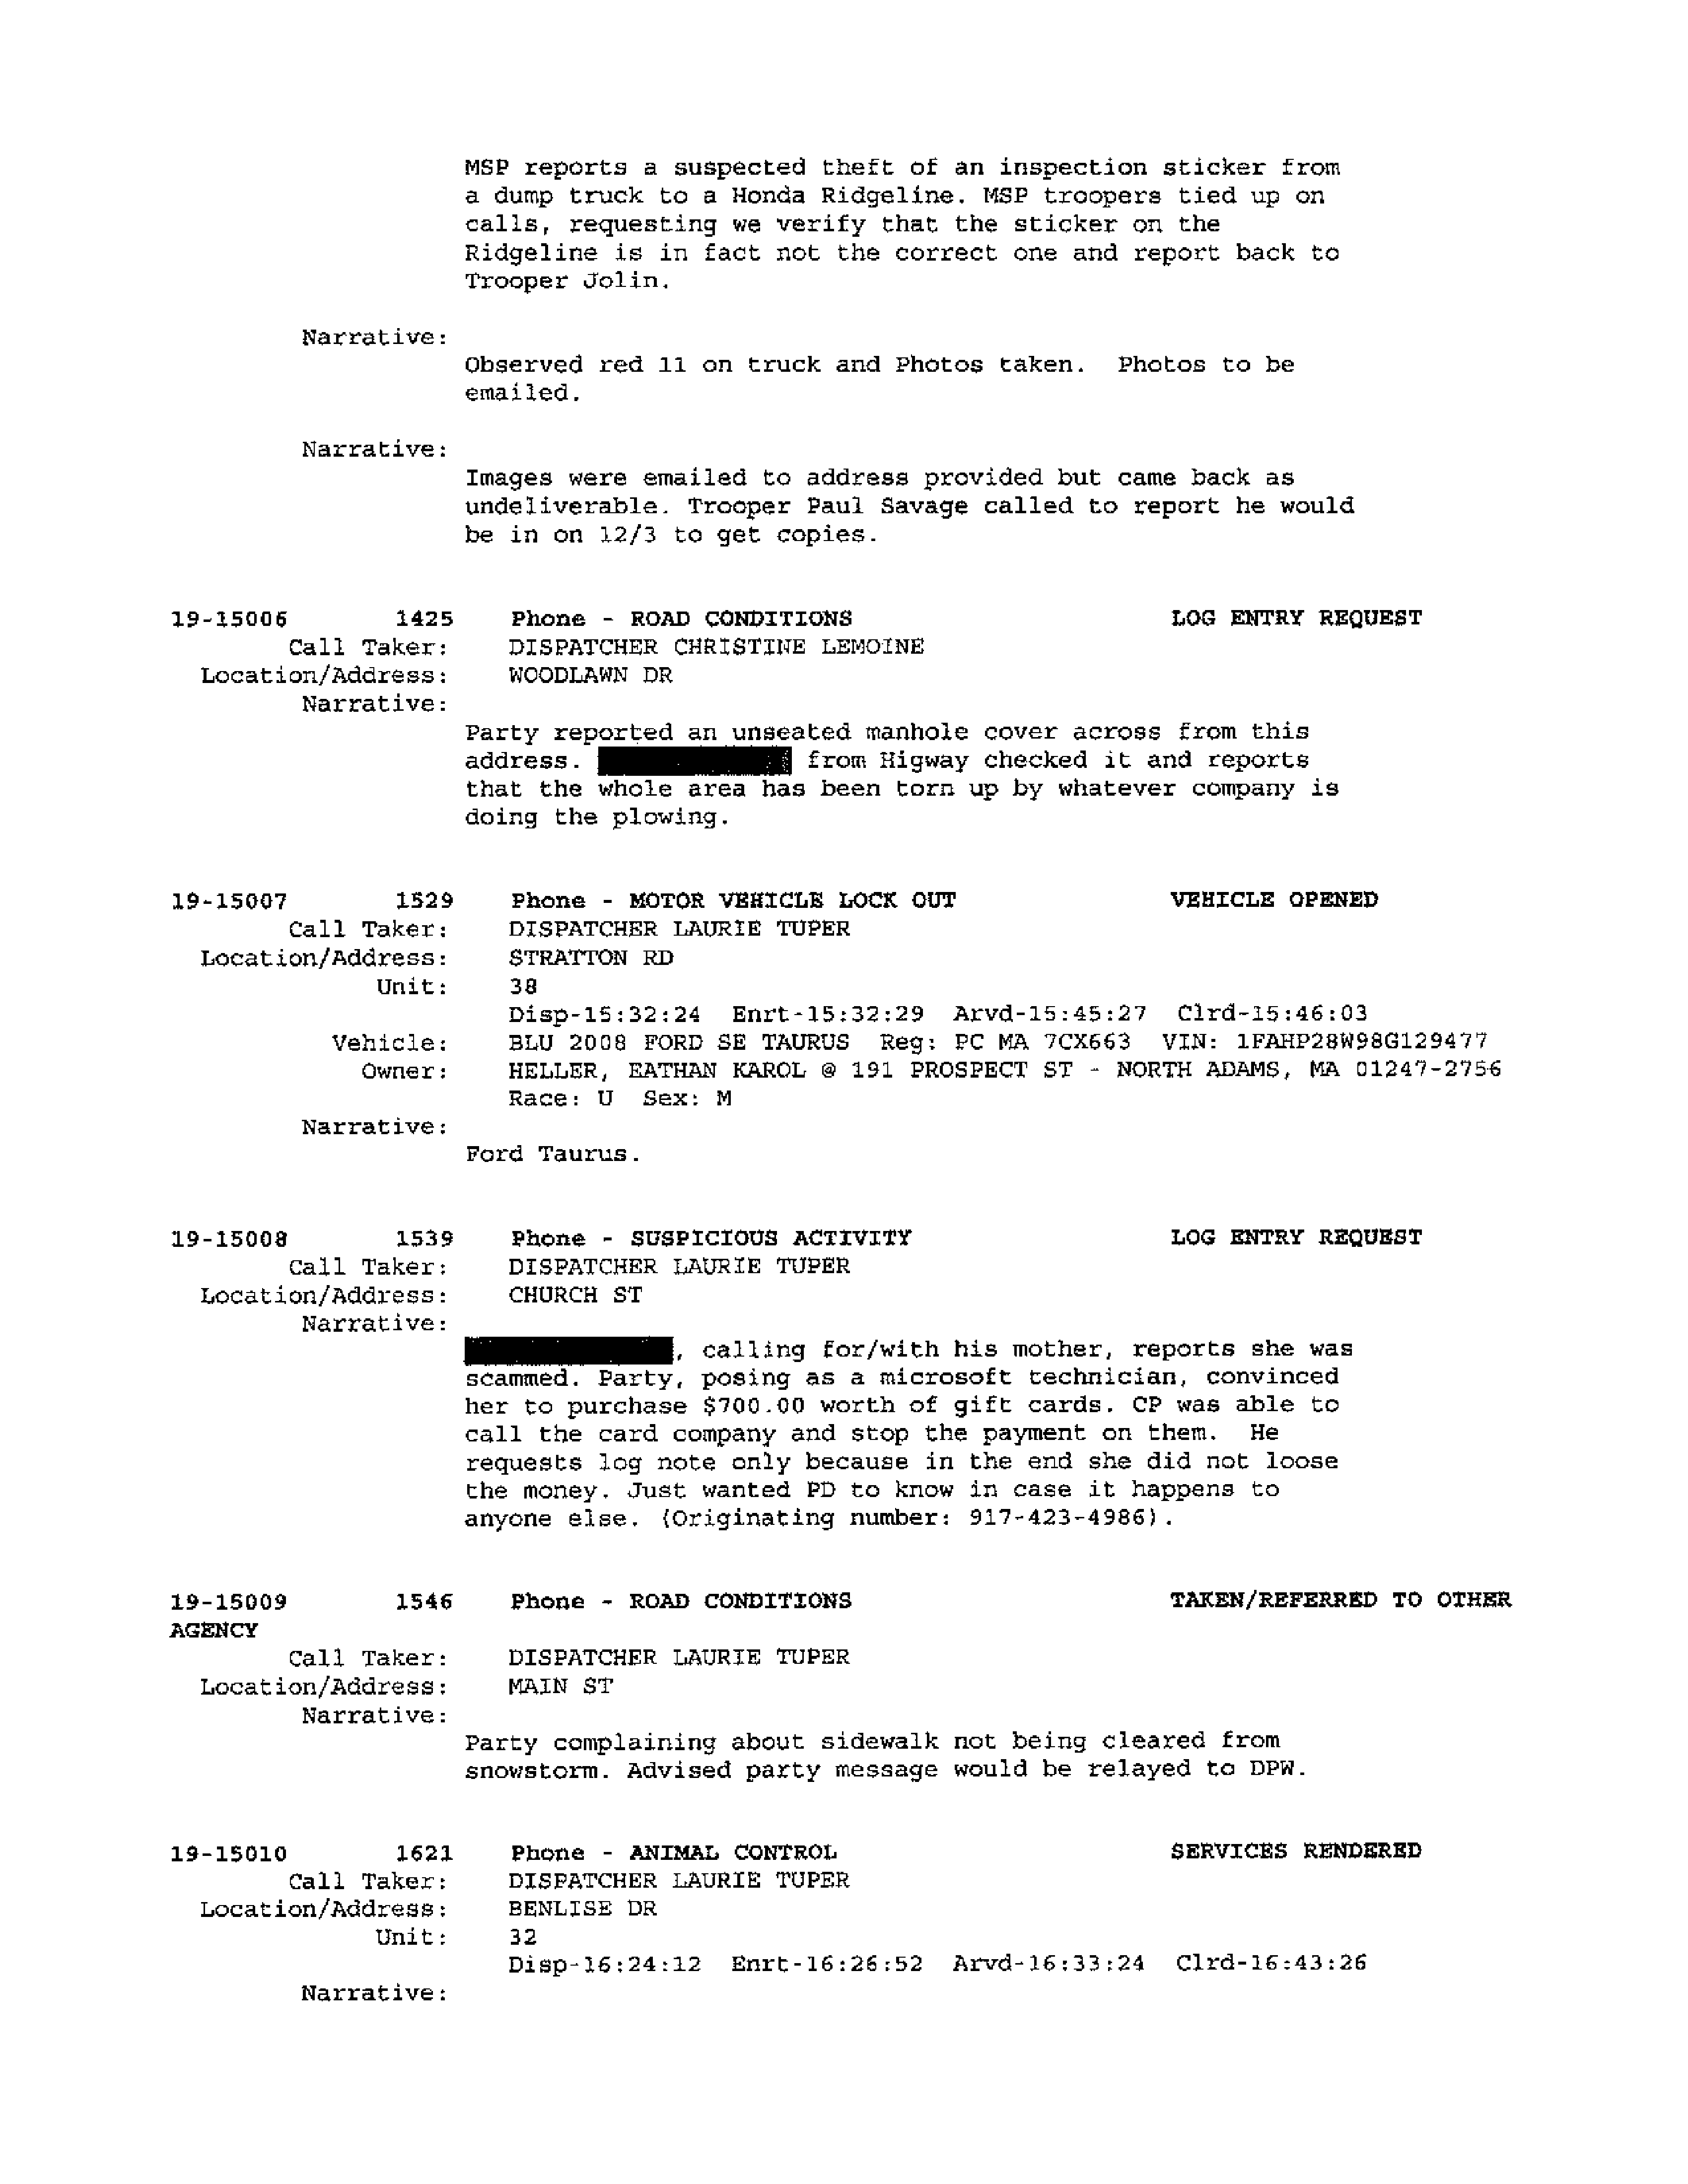 MSP reports a suspected theft of an inspection sticker from
a dump truck to a Honda Ridgeline. MSP troopers tied up on
calls, requesting we verify that the sticker on the
Ridgeline is in fact not the correct one and report back to
Trooper Jolin.
Narrative:
Observed red 11 on truck and Photos taken.  Photos to be
emailed.
Narrative:
Images were emailed to address provided but came back as
undeliverable. Trooper Paul Savage called to report he would
be in on 12/3 to get copies.
19-15006 1425 Phone - ROAD CONDITIONS LOG ENTRY REQUEST
Call Taker: DISPATCHER CHRISTINE LEMOINE
Location/Address: WOODLAWN DR
Narrative:
Party reported an unseated manhole cover across from this
address. from Higway checked it and reports
that the whole area has been torn up by whatever company is
doing the plowing.
19-15007 1529 Phone - MOTOR VEHICLE LOCK OUT VEHICLE OPENED
Call Taker: DISPATCHER LAURIE TUPER
Location/Address: STRATTON RD
Unit: 38
Disp-15:32:24 Enrt-15:32:29 Arvd-15:45:27 Clrd-15:46:03
Vehicle: BLU 2008 FORD SE TAURUS Reg: PC MA 7CX663 VIN: 1FAHP28W98G129477
Owner: HELLER, EATHAN KAROL @ 191 PROSPECT ST - NORTH ADAMS, MA 01247-2756
Race: U Sex: M
Narrative:
Ford Taurus.
19-15008 1539 Phone - SUSPICIOUS ACTIVITY LOG ENTRY REQUEST
Call Taker: DISPATCHER LAURIE TUPER
Location/Address: CHURCH ST
Narrative:
, calling for/with his mother, reports she was
scammed. Party, posing as a microsoft technician, convinced
her to purchase $700.00 worth of gift cards. CP was able to
call the card company and stop the payment on them.  He
requests log note only because in the end she did not loose
the money. Just wanted PD to know in case it happens to
anyone else. (Originating number: 917-423-4986).
19-15009 1546 Phone - ROAD CONDITIONS TAKEN/REFERRED TO OTHER
AGENCY
Call Taker: DISPATCHER LAURIE TUPER
Location/Address: MAIN ST
Narrative:
Party complaining about sidewalk not being cleared from
snowstorm. Advised party message would be relayed to DPW.
19-15010 1621 Phone - ANIMAL CONTROL SERVICES RENDERED
Call Taker: DISPATCHER LAURIE TUPER
Location/Address: BENLISE DR
Unit: 32
Disp-16:24:12 Enrt-16:26:52 Arvd-16:33:24 Clrd-16:43:26
Narrative: